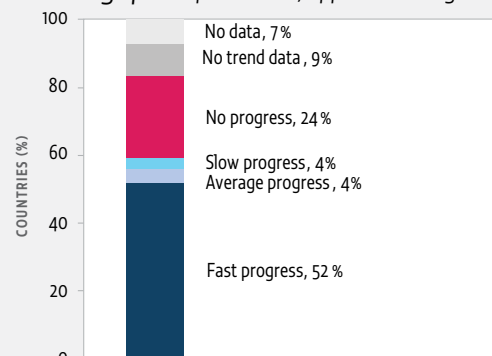 100
No data, 7%
No trend data, 9%
80
No progress, 24%
60
Slow progress, 4%
Average progress, 4%
COUNTRIES (%)
40
Fast progress, 52%
20
0